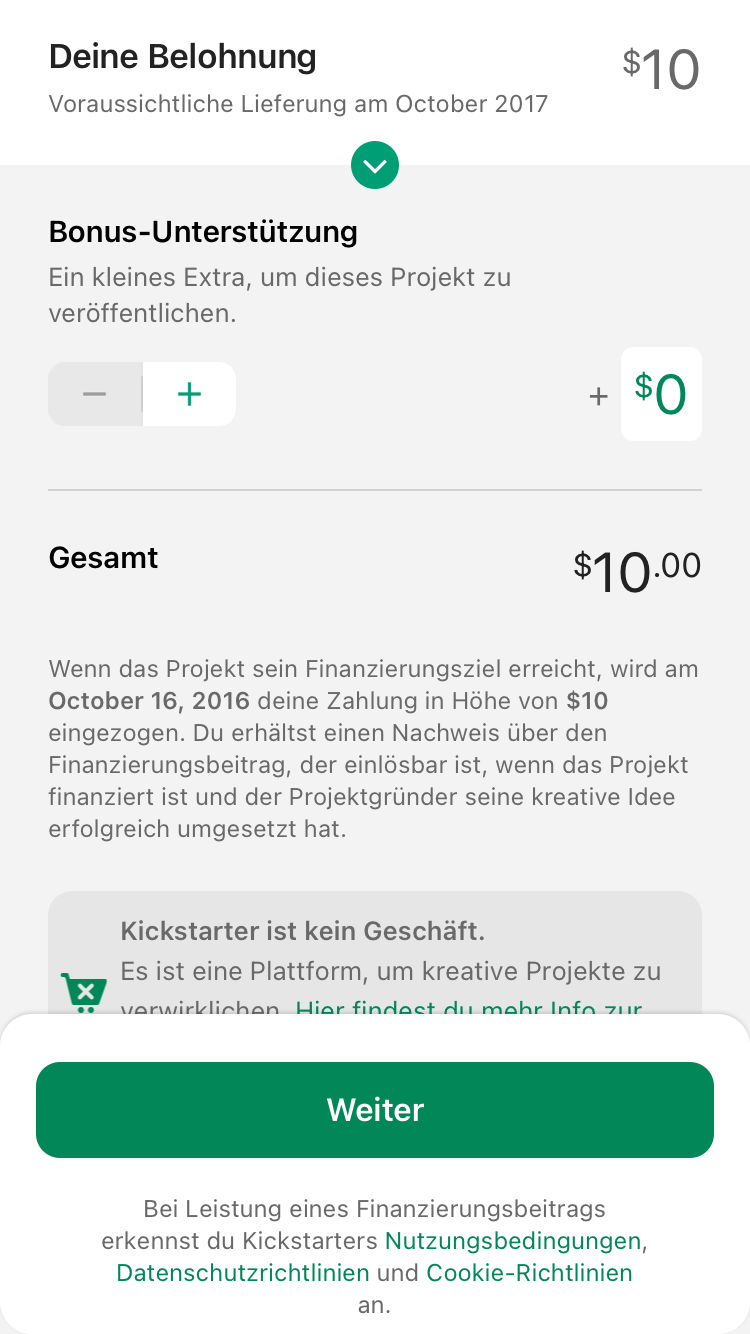 Deine Belohnung
$10
Voraussichtliche Lieferung am October 2017
Bonus-Unterstützung
Ein kleines Extra, um dieses Projekt zu
veröffentlichen.
− +
+ $0
Gesamt
$10.00
Wenn das Projekt sein Finanzierungsziel erreicht, wird am
October 16, 2016 deine Zahlung in Höhe von $10
eingezogen. Du erhältst einen Nachweis über den
Finanzierungsbeitrag, der einlösbar ist, wenn das Projekt
finanziert ist und der Projektgründer seine kreative Idee
erfolgreich umgesetzt hat.
Kickstarter ist kein Geschäft.
Es ist eine Plattform, um kreative Projekte zu
verwirklichen. Hier findest du mehr Info zur
Weiter
Bei Leistung eines Finanzierungsbeitrags
erkennst du Kickstarters Nutzungsbedingungen,
Datenschutzrichtlinien und Cookie-Richtlinien
an.